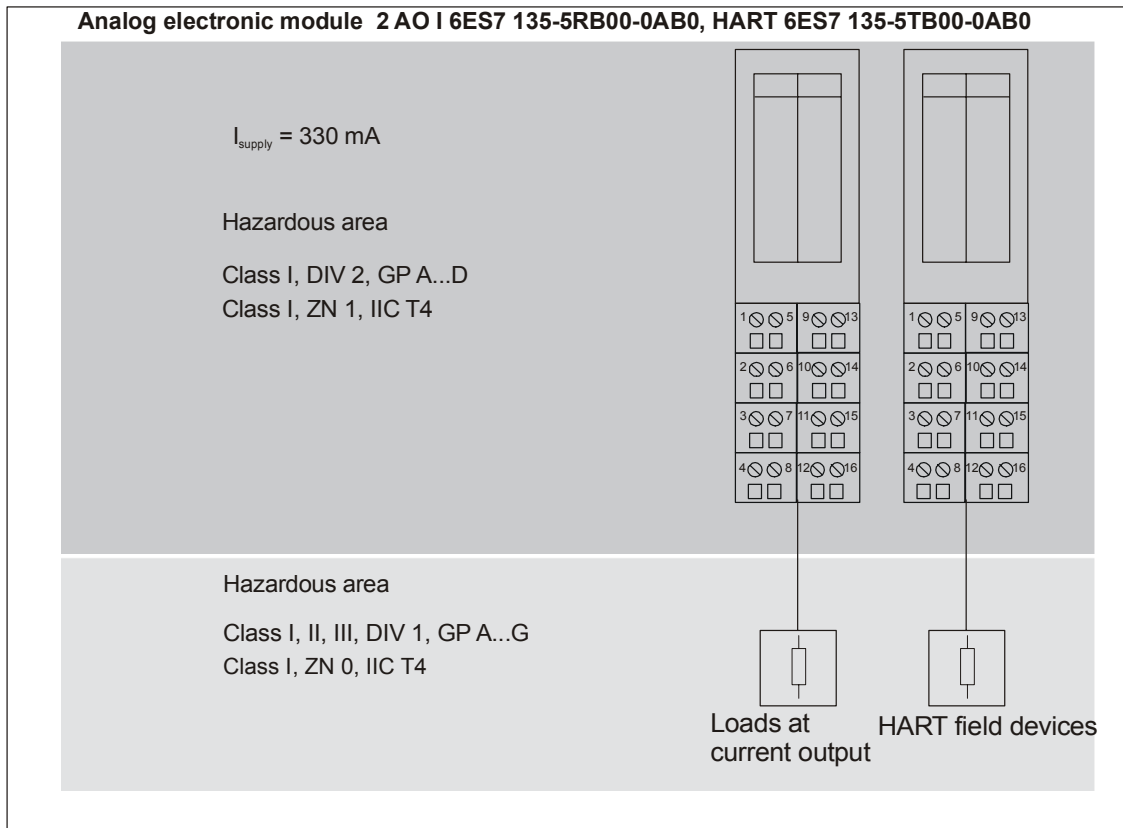 Analog electronic module 2 AO I 6ES7 135-5RB00-0AB0, HART 6ES7 135-5TB00-0AB0
Isupply = 330 mA
Hazardous area
Class I, DIV 2, GP A...D
Class I, ZN 1, IIC T4
1 5 9 13 1 5 9 13
2 6 10 14 2 6 10 14
3 7 11 15 3 7 11 15
4 8 12 16 4 8 12 16
Hazardous area
Class I, II, III, DIV 1, GP A...G
Class I, ZN 0, IIC T4
Loads at
current output
HART field devices